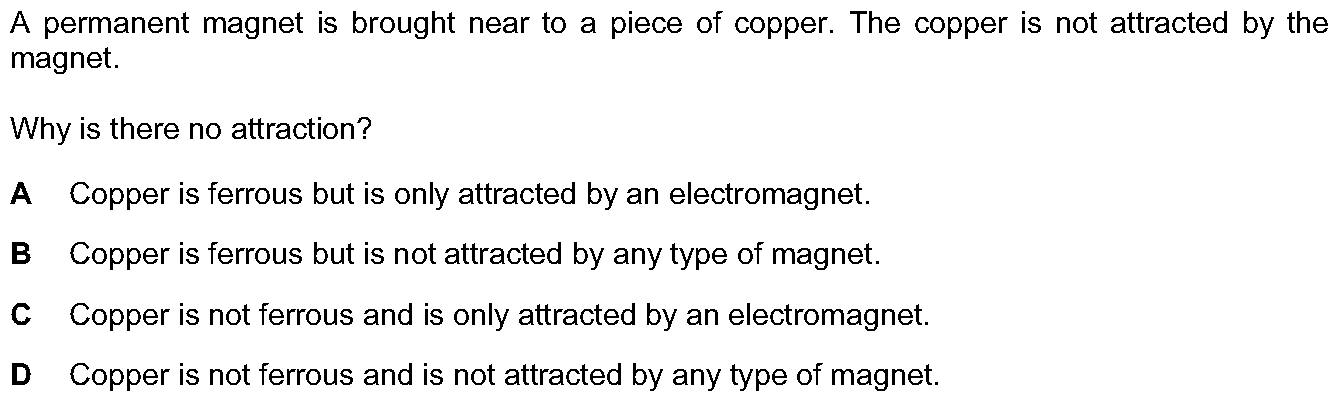 A permanent magnet is brought near to a piece of copper. The copper is not attracted by the
magnet.
Why is there no attraction?
A Copper is ferrous but is only attracted by an electromagnet.
B Copper is ferrous but is not attracted by any type of magnet.
C Copper is not ferrous and is only attracted by an electromagnet.
D Copper is not ferrous and is not attracted by any type of magnet.